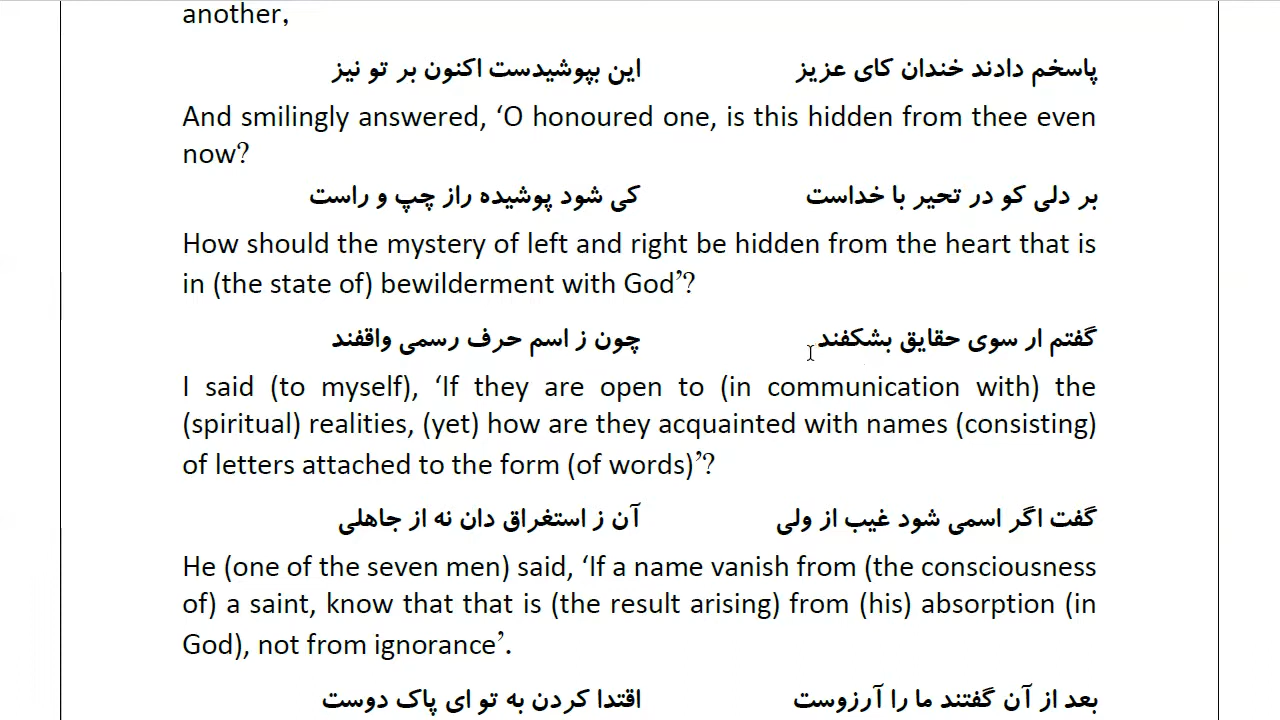 another,
پاسخم دادند خندان کای عزیز این بپوشیدست اکنون بر تو نیز
And smilingly answered, ‘O honoured one, is this hidden from thee even
now?
بر دلی کو در تحیر با خداست کی شود پوشیده راز چپ و راست
How should the mystery of left and right be hidden from the heart that is
in (the state of) bewilderment with God’?
گفتم ار سوی حقایق بشکفند چون ز اسم حرف رسمی واقفند
I said (to myself), ‘If they are open to (in communication with) the
(spiritual) realities, (yet) how are they acquainted with names (consisting)
of letters attached to the form (of words)’?
گفت اگر اسمی شود غیب از ولی آن ز استغراق دان نه از جاهلی
He (one of the seven men) said, ‘If a name vanish from (the consciousness
of) a saint, know that that is (the result arising) from (his) absorption (in
God), not from ignorance’.
بعد از آن گفتند ما را آرزوست اقتدا کردن به تو ای پاک دوست